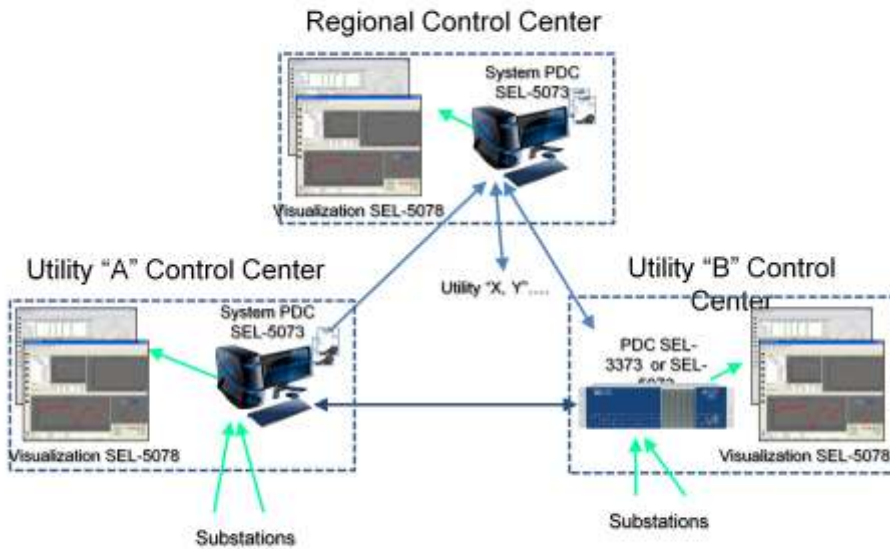 Regional Control Center
System PDC
SEL-5073
Visualization SEL-5078
Utility “A” Control Center
Utility “B” Control
Center
Utility “X, Y”....
System PDC
SEL-5073
PDC SEL-
3373 or SEL-
Visualization SEL-5078
Visualization SEL-5078
Substations
Substations